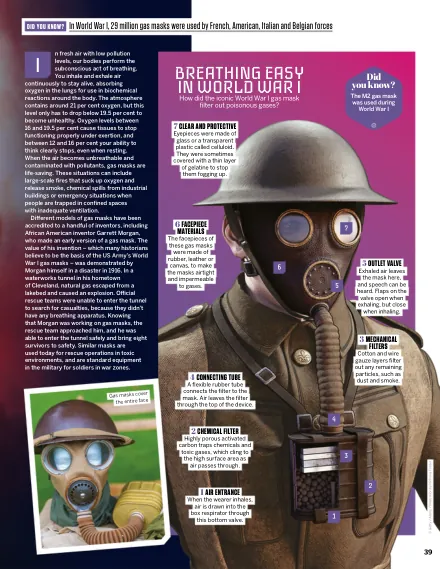 DID YOU KNOW?
In World War I, 29 million gas masks were used by French, American, Italian and Belgian forces
I
n fresh air with low pollution
levels, our bodies perform the
subconscious act of breathing.
You inhale and exhale air
continuously to stay alive, absorbing
oxygen in the lungs for use in biochemical
reactions around the body. The atmosphere
contains around 21 per cent oxygen, but this
level only has to drop below 19.5 per cent to
become unhealthy. Oxygen levels between
16 and 19.5 per cent cause tissues to stop
functioning properly under exertion, and
between 12 and 16 per cent your ability to
think clearly stops, even when resting.
When the air becomes unbreathable and
contaminated with pollutants, gas masks are
life-saving. These situations can include
large-scale fires that suck up oxygen and
release smoke, chemical spills from industrial
buildings or emergency situations when
people are trapped in confined spaces
with inadequate ventilation.
Different models of gas masks have been
accredited to a handful of inventors, including
African American inventor Garrett Morgan,
who made an early version of a gas mask. The
value of his invention – which many historians
believe to be the basis of the US Army's World
War I gas masks – was demonstrated by
Morgan himself in a disaster in 1916. In a
waterworks tunnel in his hometown
of Cleveland, natural gas escaped from a
lakebed and caused an explosion. Official
rescue teams were unable to enter the tunnel
to search for casualties, because they didn't
have any breathing apparatus. Knowing
that Morgan was working on gas masks, the
rescue team approached him, and he was
able to enter the tunnel safely and bring eight
survivors to safety. Similar masks are
used today for rescue operations in toxic
environments, and are standard equipment
in the military for soldiers in war zones.
Gas masks cover
the entire face
BREATHING EASY
IN WORLD WAR I
How did the iconic World War I gas mask
filter out poisonous gases?
Did
you know?
The M2 gas mask
was used during
World War I
7 CLEAR AND PROTECTIVE
Eyepieces were made of
glass or a transparent
plastic called celluloid.
They were sometimes
covered with a thin layer
of gelatine to stop
them fogging up.
6 FACEPIECE
MATERIALS
The facepieces of
these gas masks
were made of
rubber, leather or
canvas, to make
the masks airtight
and impermeable
to gases.
5 OUTLET VALVE
Exhaled air leaves
the mask here,
and speech can be
heard. Flaps on the
valve open when
exhaling, but close
when inhaling.
3 MECHANICAL
FILTERS
Cotton and wire
gauze layers filter
out any remaining
particles, such as
dust and smoke.
4 CONNECTING TUBE
A flexible rubber tube
connects the filter to the
mask. Air leaves the filter
through the top of the device.
2 CHEMICAL FILTER
Highly porous activated
carbon traps chemicals and
toxic gases, which cling to
the high surface area as
air passes through.
1 AIR ENTRANCE
When the wearer inhales,
air is drawn into the
box respirator through
this bottom valve.
7
6
5
4
3
2
1
39